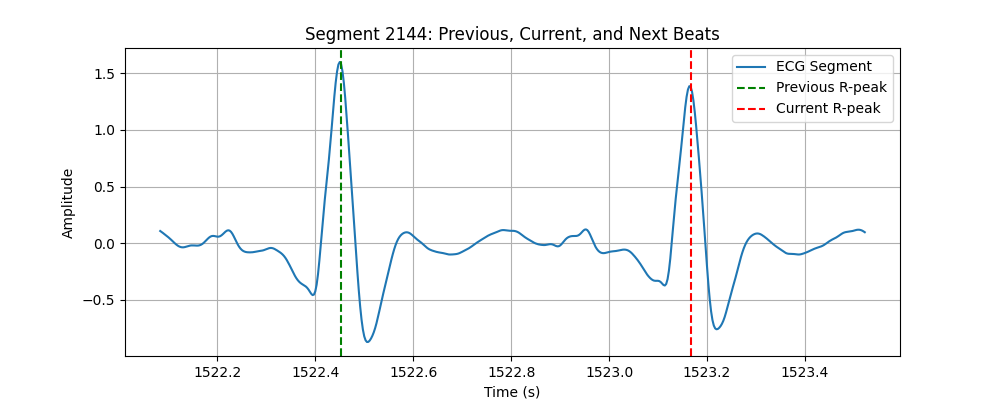 Segment 2144: Previous, Current, and Next Beats
ECG Segment
Previous R-peak
Current R-peak
1.5
1.0
0.5
0.0
−0.5
Amplitude
1522.2 1522.4 1522.6 1522.8 1523.0 1523.2 1523.4
Time (s)